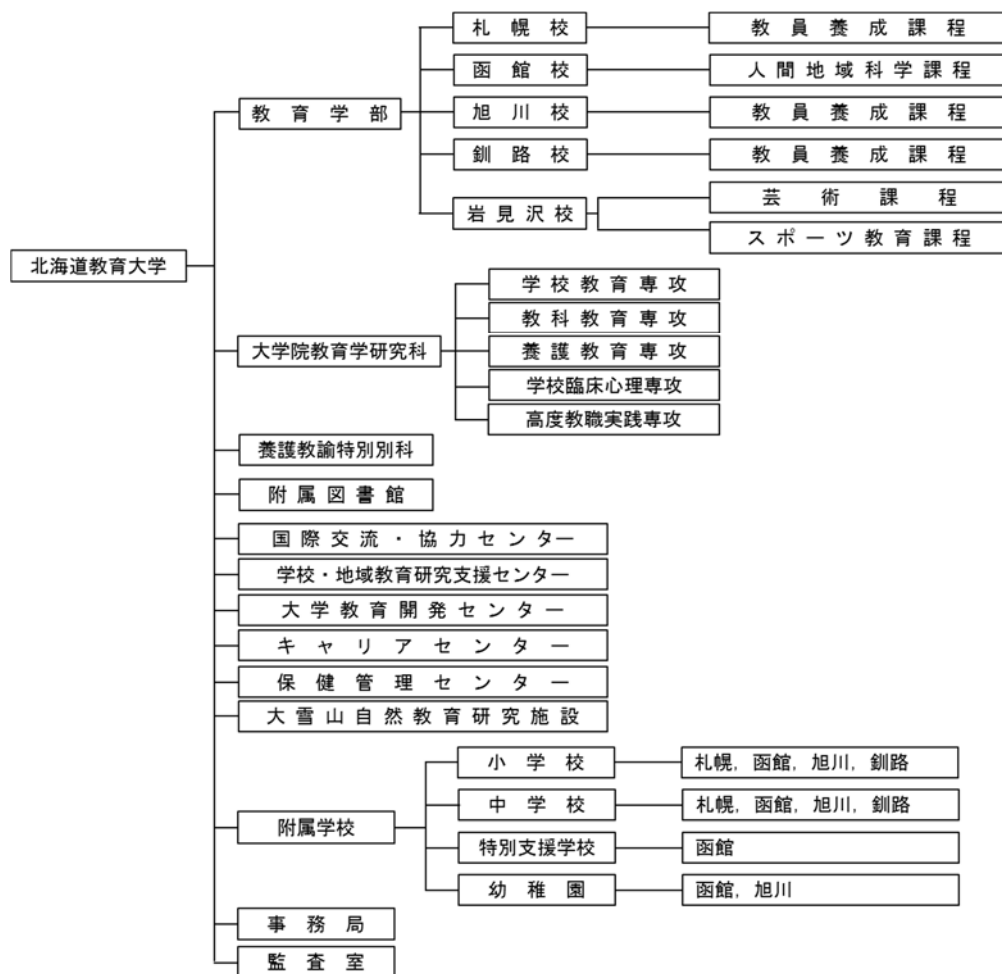 札幌校
教員養成課程
函館校
人間地域科学課程
教育学部
旭川校
教員養成課程
釧路校
教員養成課程
岩見沢校
芸術課程
スポーツ教育課程
北海道教育大学
大学院教育学研究科
学校教育専攻
教科教育専攻
養護教育専攻
学校臨床心理専攻
高度教職実践専攻
養護教諭特別別科
附属図書館
国際交流・協力センター
学校・地域教育研究支援センター
大学教育開発センター
キャリアセンター
保健管理センター
大雪山自然教育研究施設
附属学校
小学校
札幌，函館，旭川，釧路
中学校
札幌，函館，旭川，釧路
特別支援学校
函館
幼稚園
函館，旭川
事務局
監査室